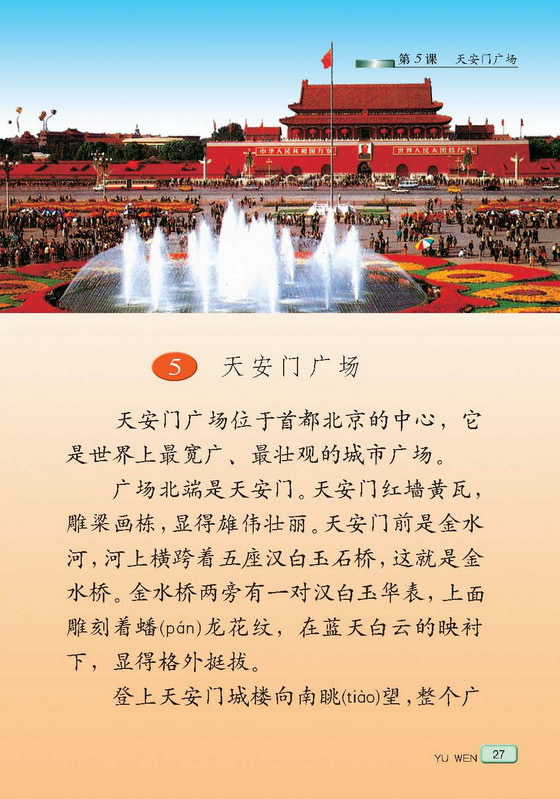 第5课 天安门广场
中华人民共和国万岁
世界人民大团结万岁
5 天安门广场
天安门广场位于首都北京的中心，它
是世界上最宽广、最壮观的城市广场。
广场北端是天安门。天安门红墙黄瓦，
雕梁画栋，显得雄伟壮丽。天安门前是金水
河，河上横跨着五座汉白玉石桥，这就是金
水桥。金水桥两旁有一对汉白玉华表，上面
雕刻着蟠(pán)龙花纹，在蓝天白云的映衬
下，显得格外挺拔。
登上天安门城楼向南眺(tiào)望，整个广
YU WEN 27